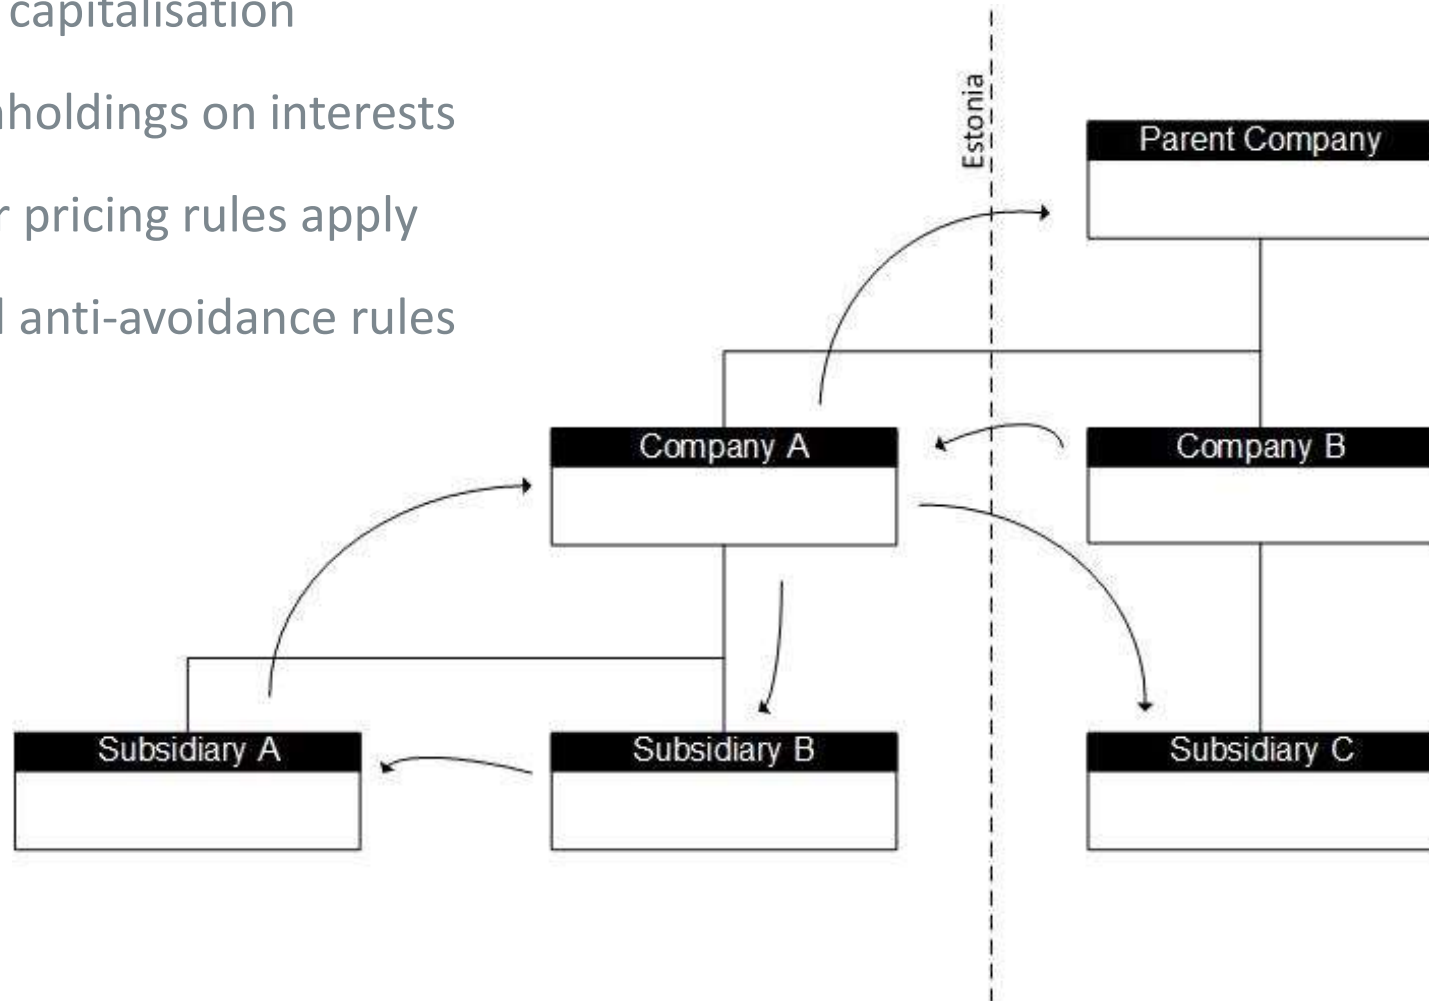 capitalisation
holdings on interests
pricing rules apply
anti-avoidance rules
Estonia
Parent Company
Company A
Company B
Subsidiary A
Subsidiary B
Subsidiary C